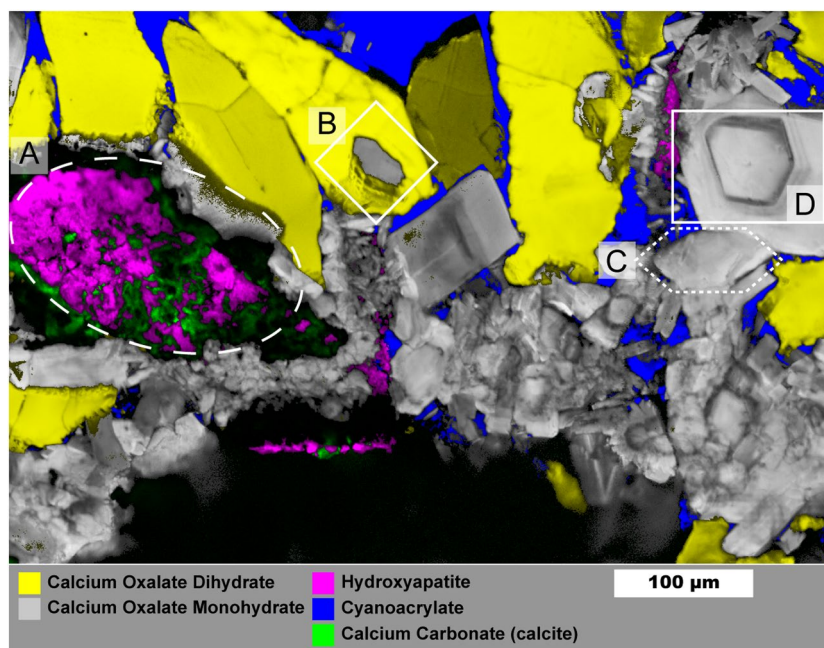 A
B
D
C
Calcium Oxalate Dihydrate
Hydroxyapatite
100 µm
Calcium Oxalate Monohydrate
Cyanoacrylate
Calcium Carbonate (calcite)